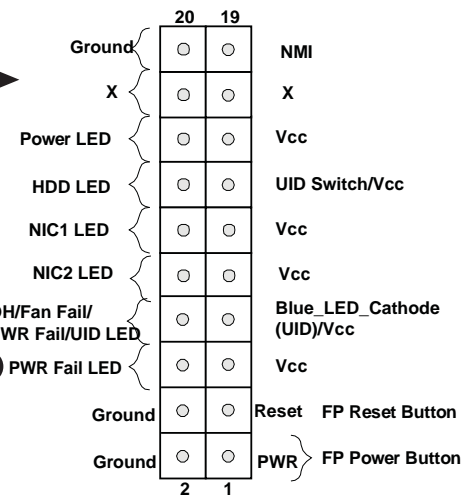 20 19
Ground NMI
X X
Power LED Vcc
HDD LED UID Switch/Vcc
NIC1 LED Vcc
NIC2 LED Vcc
OH/Fan Fail/ Blue_LED_Cathode
PWR Fail/UID LED (UID)/Vcc
PWR Fail LED Vcc
Ground Reset FP Reset Button
Ground PWR FP Power Button
2 1